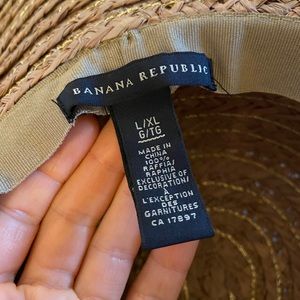 BANANA REPUBLIC
L/XL
G/TG
MADE IN
CHINA
100%
RAFFIA/
RAPHIA
EXCLUSIVE OF
DECORATION/
À
L'EXCEPTION
DES
GARNITURES
CA 17897